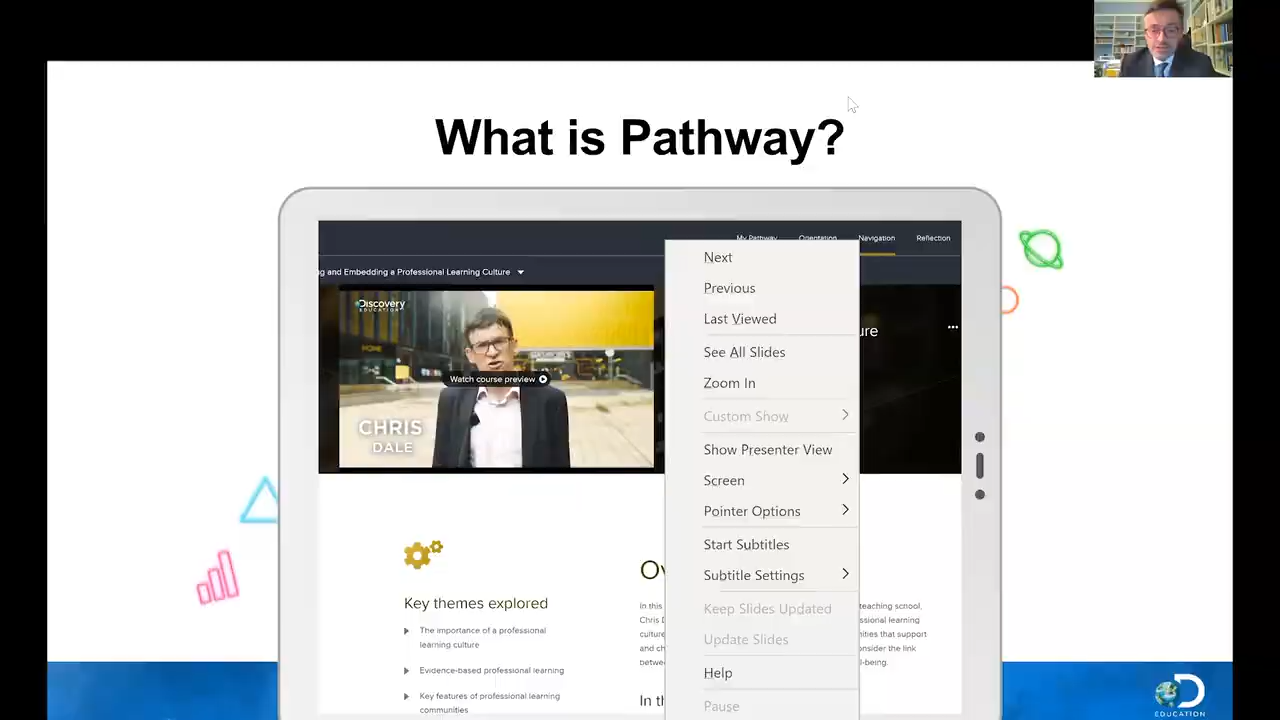 What is Pathway?
My Pathway Orientation Navigation Reflection
g and Embedding a Professional Learning Culture
Discovery
EDUCATION
Watch course preview
CHRIS
DALE
ure
Next
Previous
Last Viewed
See All Slides
Zoom In
Custom Show
Show Presenter View
Screen
Pointer Options
Start Subtitles
Subtitle Settings
Keep Slides Updated
Update Slides
Help
Pause
Key themes explored
The importance of a professional
learning culture
Evidence-based professional learning
Key features of professional learning
communities
Ov
In this
teaching school,
Chris D
ssional learning
culture
ities that support
and ch
onsider the link
betwee
ll-being.
In th
D
EDUCATION